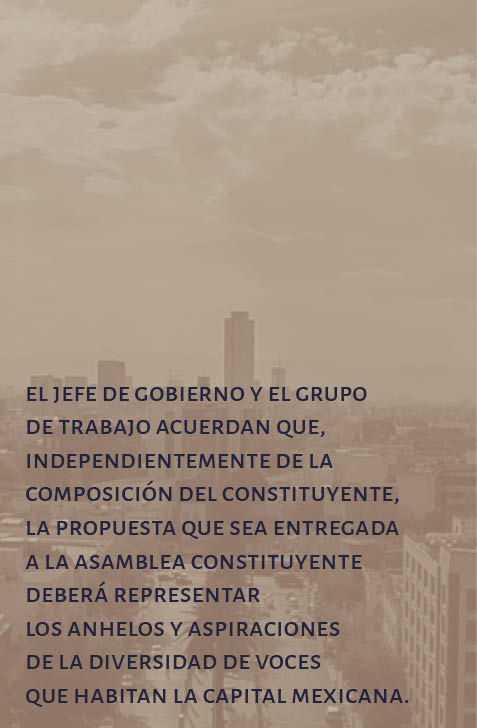 EL JEFE DE GOBIERNO Y EL GRUPO
DE TRABAJO ACUERDAN QUE,
INDEPENDIENTEMENTE DE LA
COMPOSICIÓN DEL CONSTITUYENTE,
LA PROPUESTA QUE SEA ENTREGADA
A LA ASAMBLEA CONSTITUYENTE
DEBERÁ REPRESENTAR
LOS ANHELOS Y ASPIRACIONES
DE LA DIVERSIDAD DE VOCES
QUE HABITAN LA CAPITAL MEXICANA.